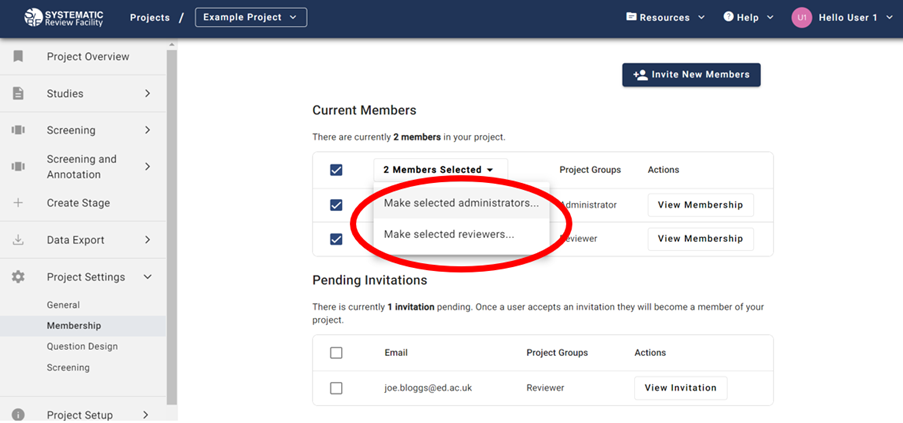 SYSTEMATIC
Review Facility
Projects / Example Project
Resources
Help
U1 Hello User 1
Project Overview
Studies
Screening
Screening and
Annotation
Create Stage
Data Export
Project Settings
General
Membership
Question Design
Screening
Project Setup
Invite New Members
Current Members
There are currently 2 members in your project.
2 Members Selected Project Groups Actions
Make selected administrators... Administrator View Membership
Make selected reviewers... Reviewer View Membership
Pending Invitations
There is currently 1 invitation pending. Once a user accepts an invitation they will become a member of your
project.
Email Project Groups Actions
joe.bloggs@ed.ac.uk Reviewer View Invitation